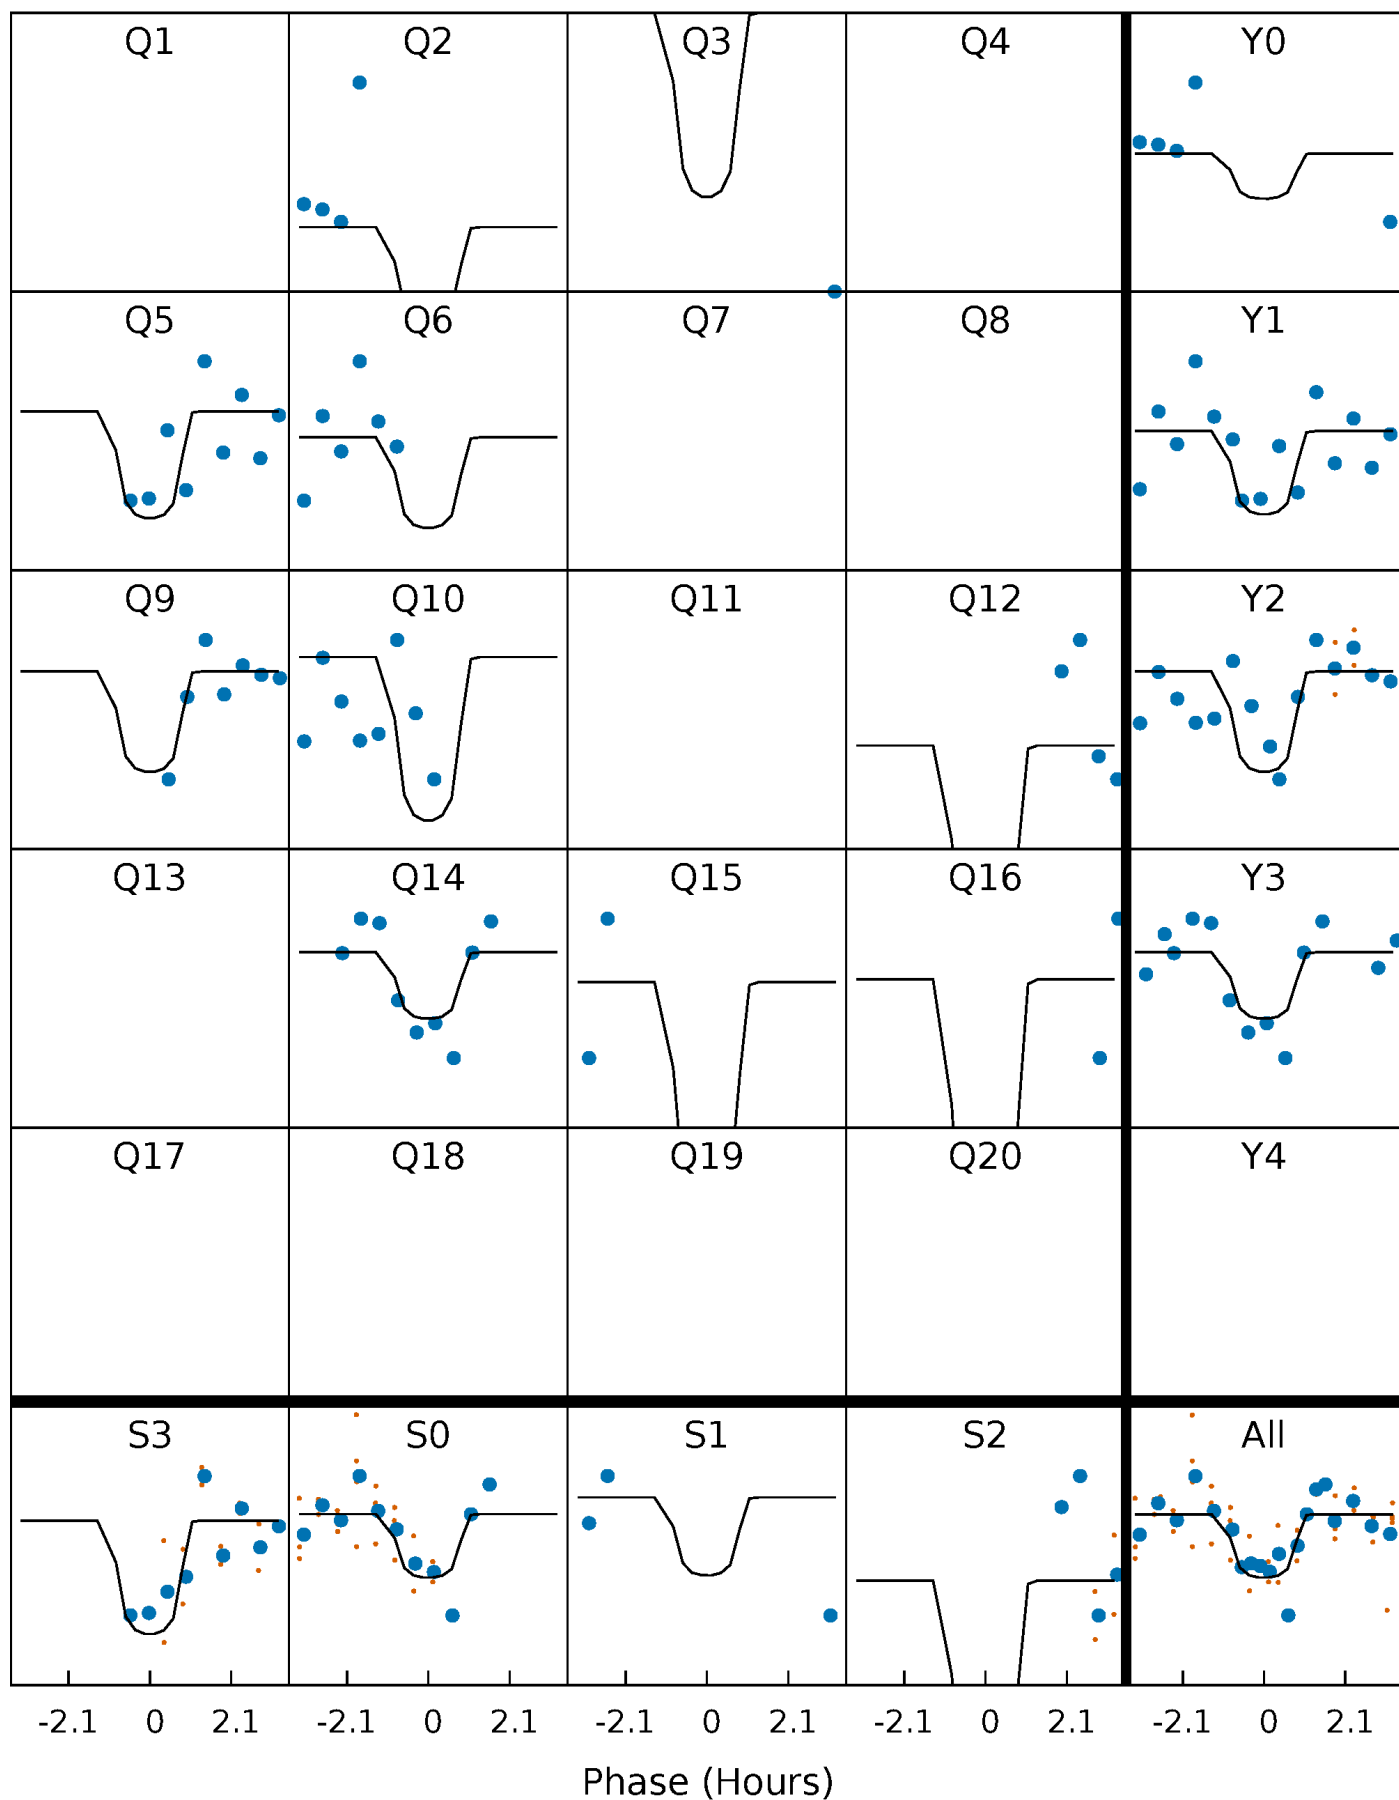 Q1 Q2 Q3 Q4 Y0
Q5 Q6 Q7 Q8 Y1
Q9 Q10 Q11 Q12 Y2
Q13 Q14 Q15 Q16 Y3
Q17 Q18 Q19 Q20 Y4
S3 S0 S1 S2 All
-2.1 0 2.1 -2.1 0 2.1 -2.1 0 2.1 -2.1 0 2.1 -2.1 0 2.1
Phase (Hours)